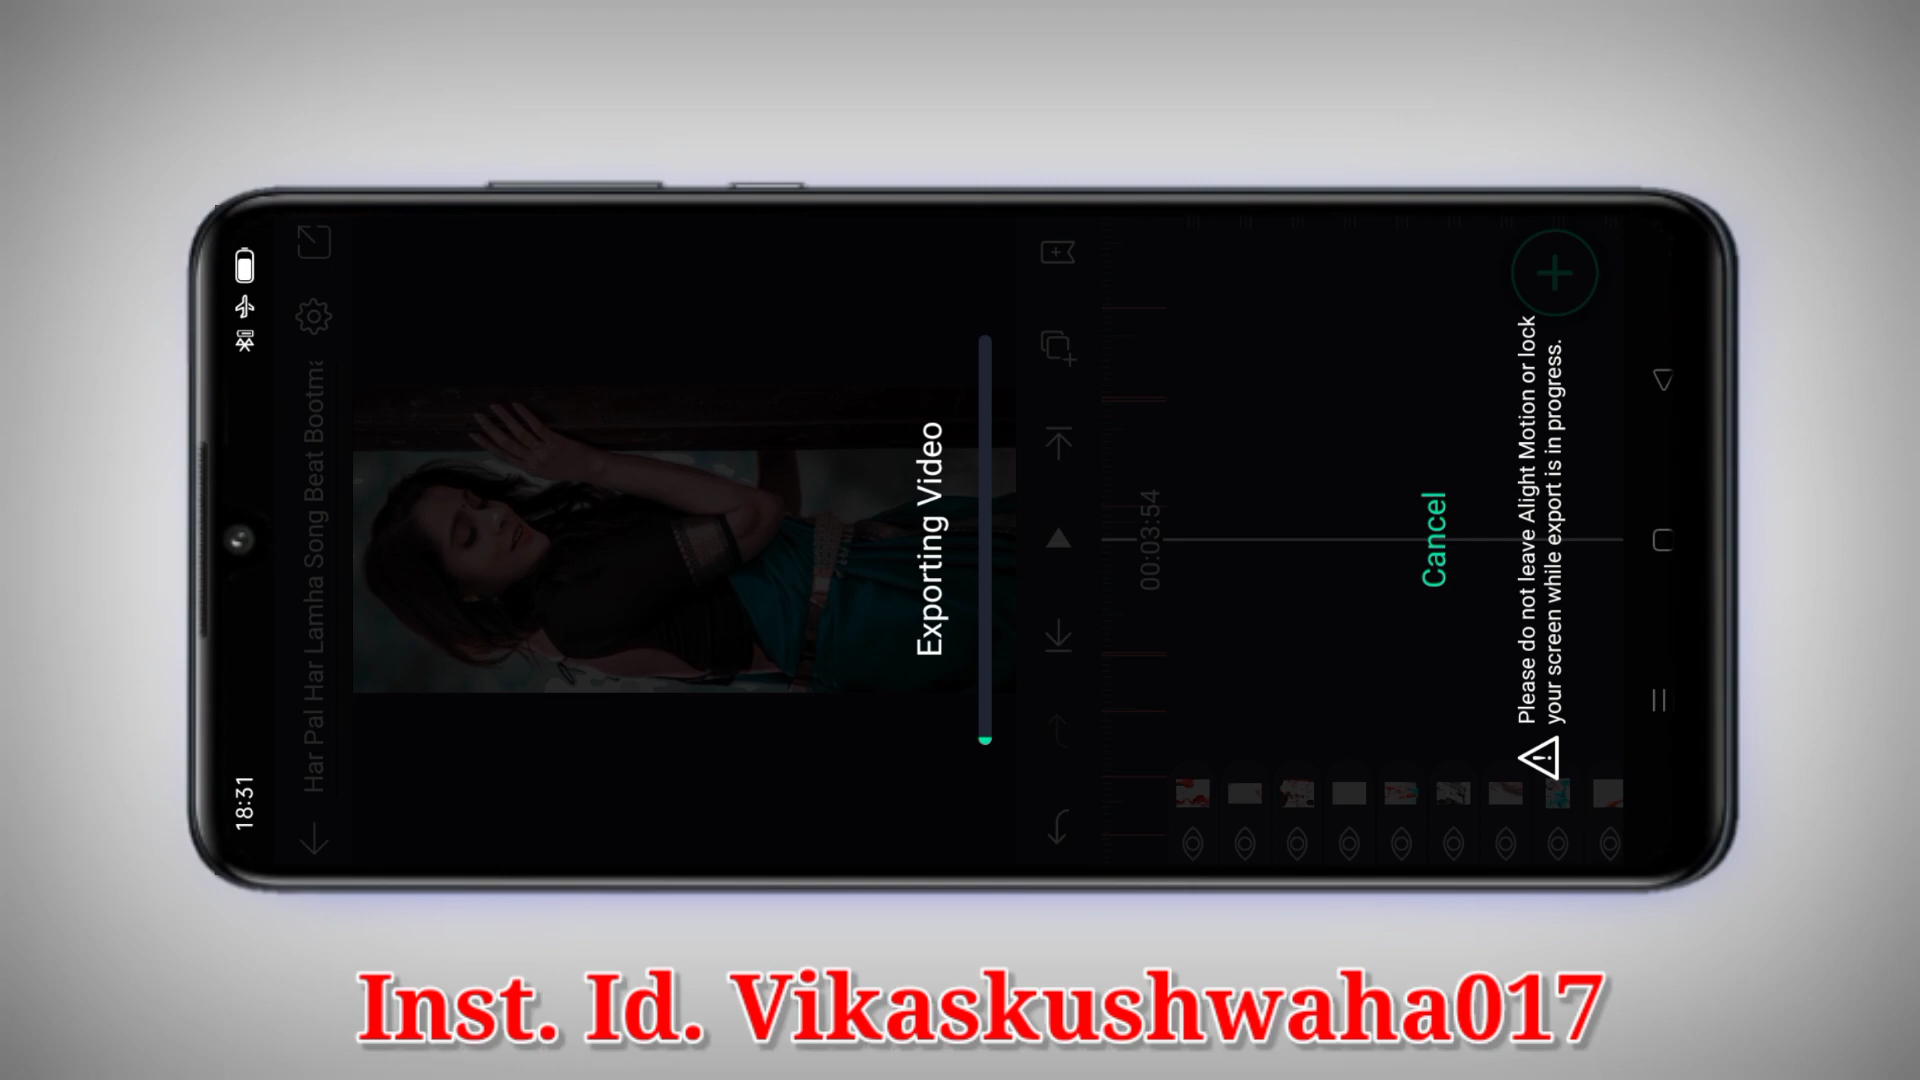 18:31
Har Pal Har Lamha Song Beat Bootma
Exporting Video
00:03:54
Cancel
Please do not leave Alight Motion or lock
your screen while export is in progress.
Inst. Id. Vikaskushwaha017